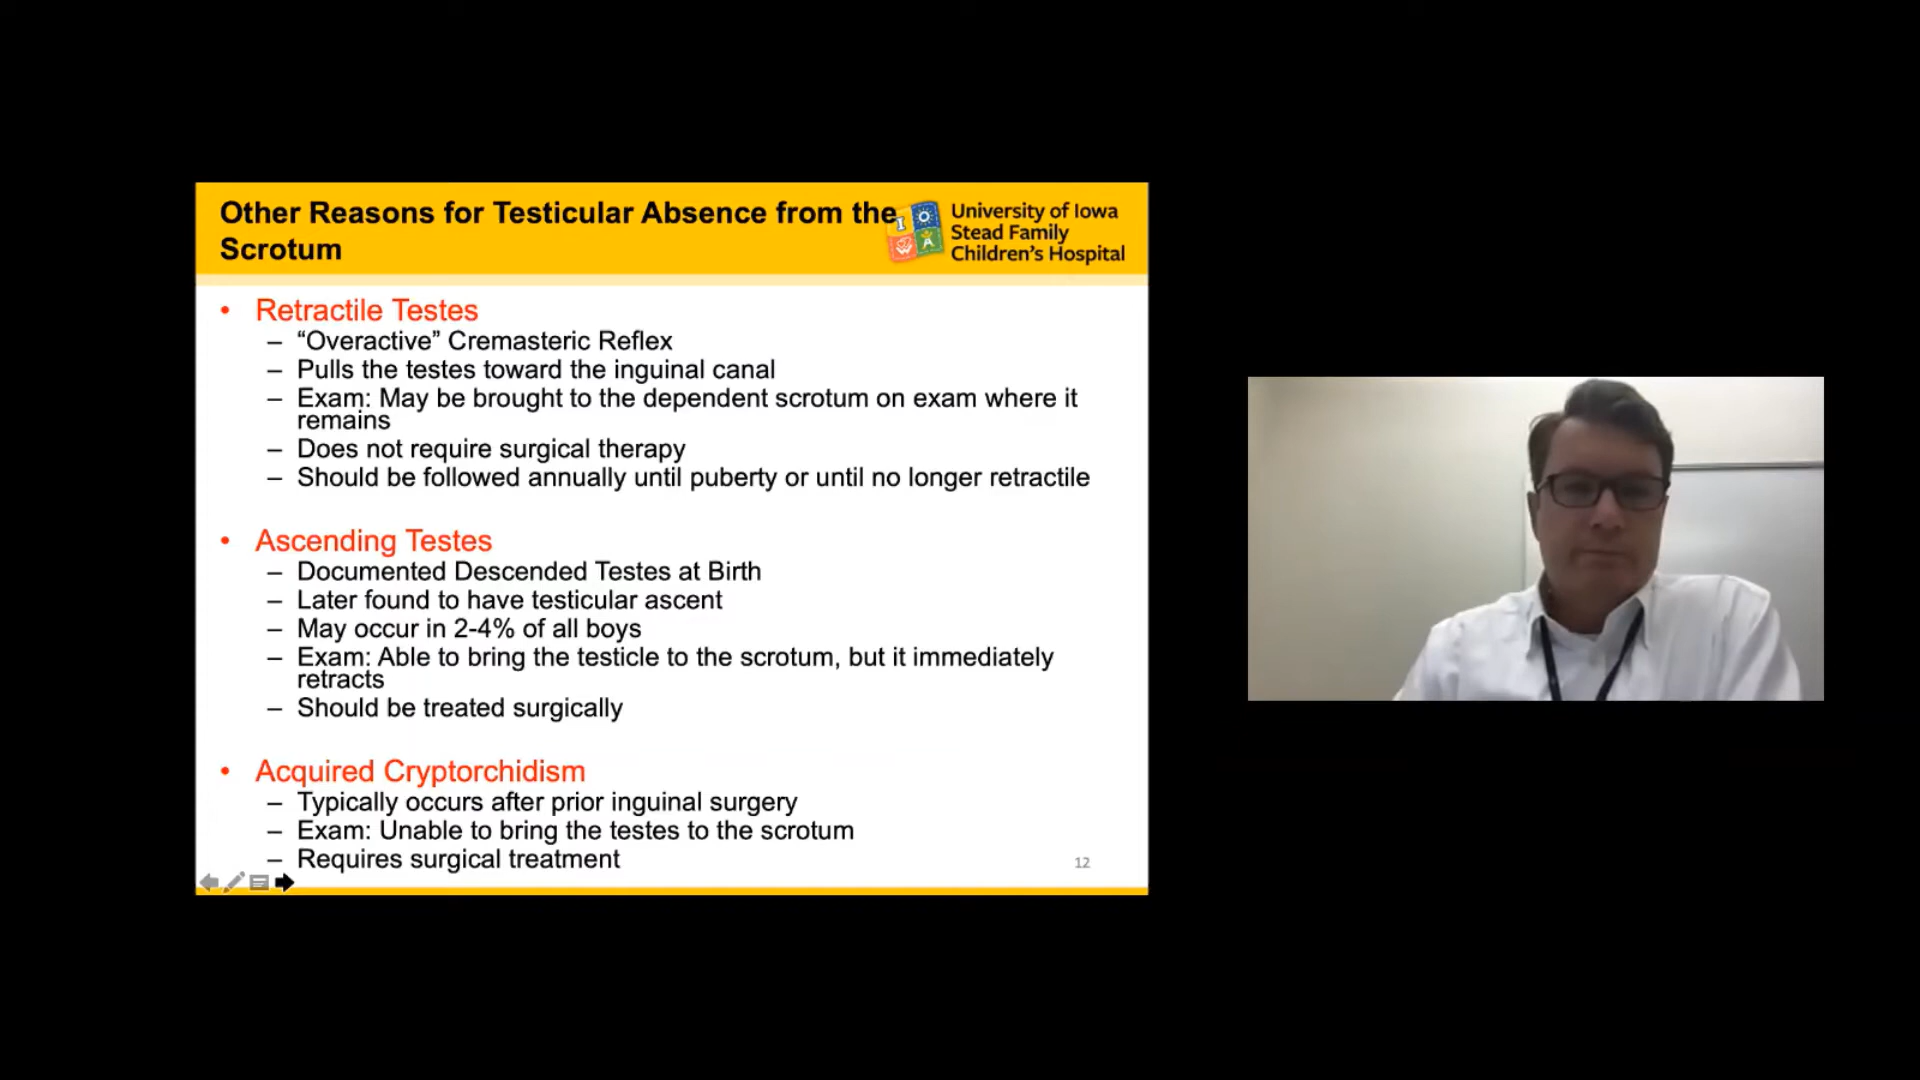 Other Reasons for Testicular Absence from the
Scrotum
I O
W A
University of Iowa
Stead Family
Children's Hospital
• Retractile Testes
– “Overactive” Cremasteric Reflex
– Pulls the testes toward the inguinal canal
– Exam: May be brought to the dependent scrotum on exam where it
remains
– Does not require surgical therapy
– Should be followed annually until puberty or until no longer retractile
• Ascending Testes
– Documented Descended Testes at Birth
– Later found to have testicular ascent
– May occur in 2-4% of all boys
– Exam: Able to bring the testicle to the scrotum, but it immediately
retracts
– Should be treated surgically
• Acquired Cryptorchidism
– Typically occurs after prior inguinal surgery
– Exam: Unable to bring the testes to the scrotum
– Requires surgical treatment
12